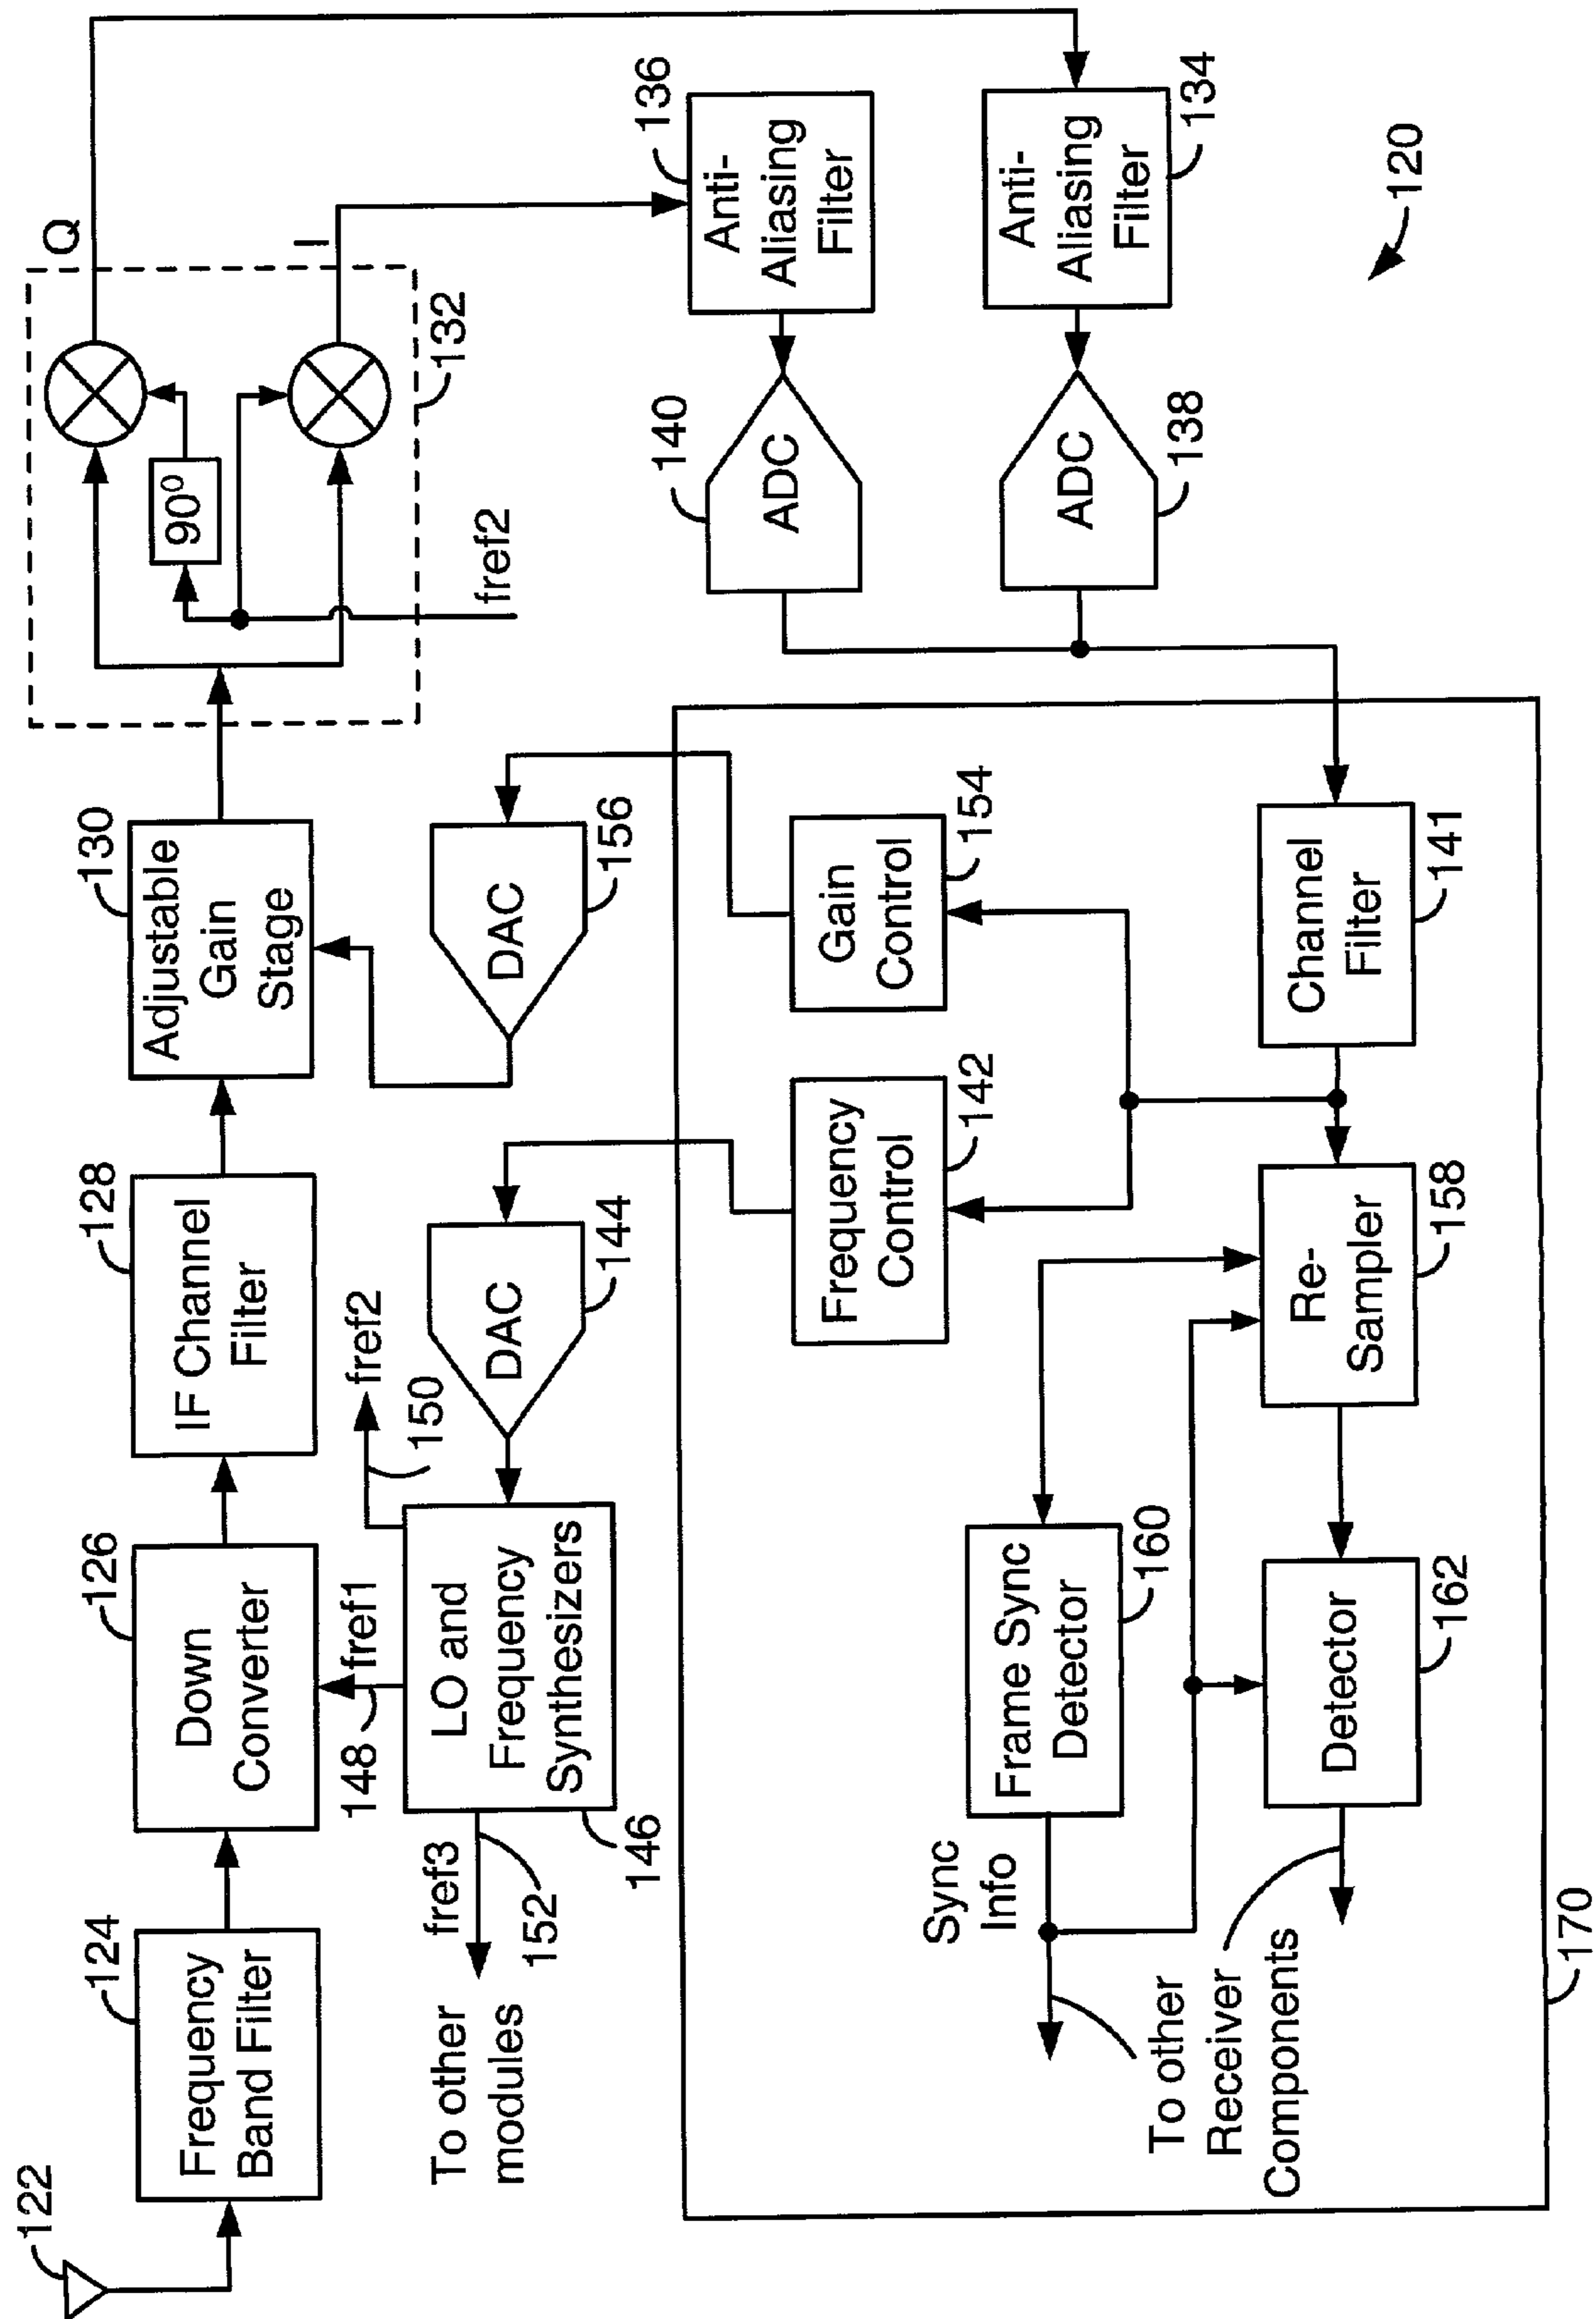 122
124
Frequency
Band Filter
126
Down
Converter
128
IF Channel
Filter
130
Adjustable
Gain
Stage
90⁰
Q
I
132
fref2
148
fref1
fref2
150
LO and
Frequency
Synthesizers
146
fref3
152
To other
modules
DAC
144
DAC
156
136
Anti-
Aliasing
Filter
140
ADC
Anti-
Aliasing
Filter
134
ADC
138
120
Frequency
Control
142
Gain
Control
154
Channel
Filter
141
Re-
Sampler
158
Frame Sync
Detector
160
Sync
Info
Detector
162
To other
Receiver
Components
170